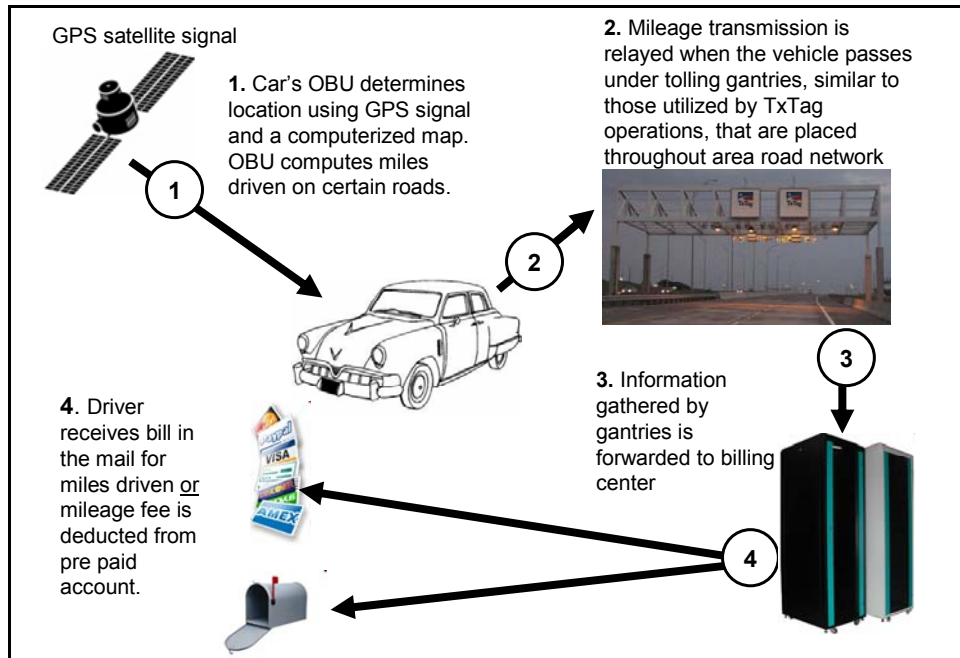 GPS satellite signal
1. Car's OBU determines
location using GPS signal
and a computerized map.
OBU computes miles
driven on certain roads.
1
2. Mileage transmission is
relayed when the vehicle passes
under tolling gantries, similar to
those utilized by TxTag
operations, that are placed
throughout area road network
TxTag
TxTag
2
3
3. Information
gathered by
gantries is
forwarded to billing
center
4. Driver
receives bill in
the mail for
miles driven or
mileage fee is
deducted from
pre paid
account.
PayPal
VISA
AMEX
4